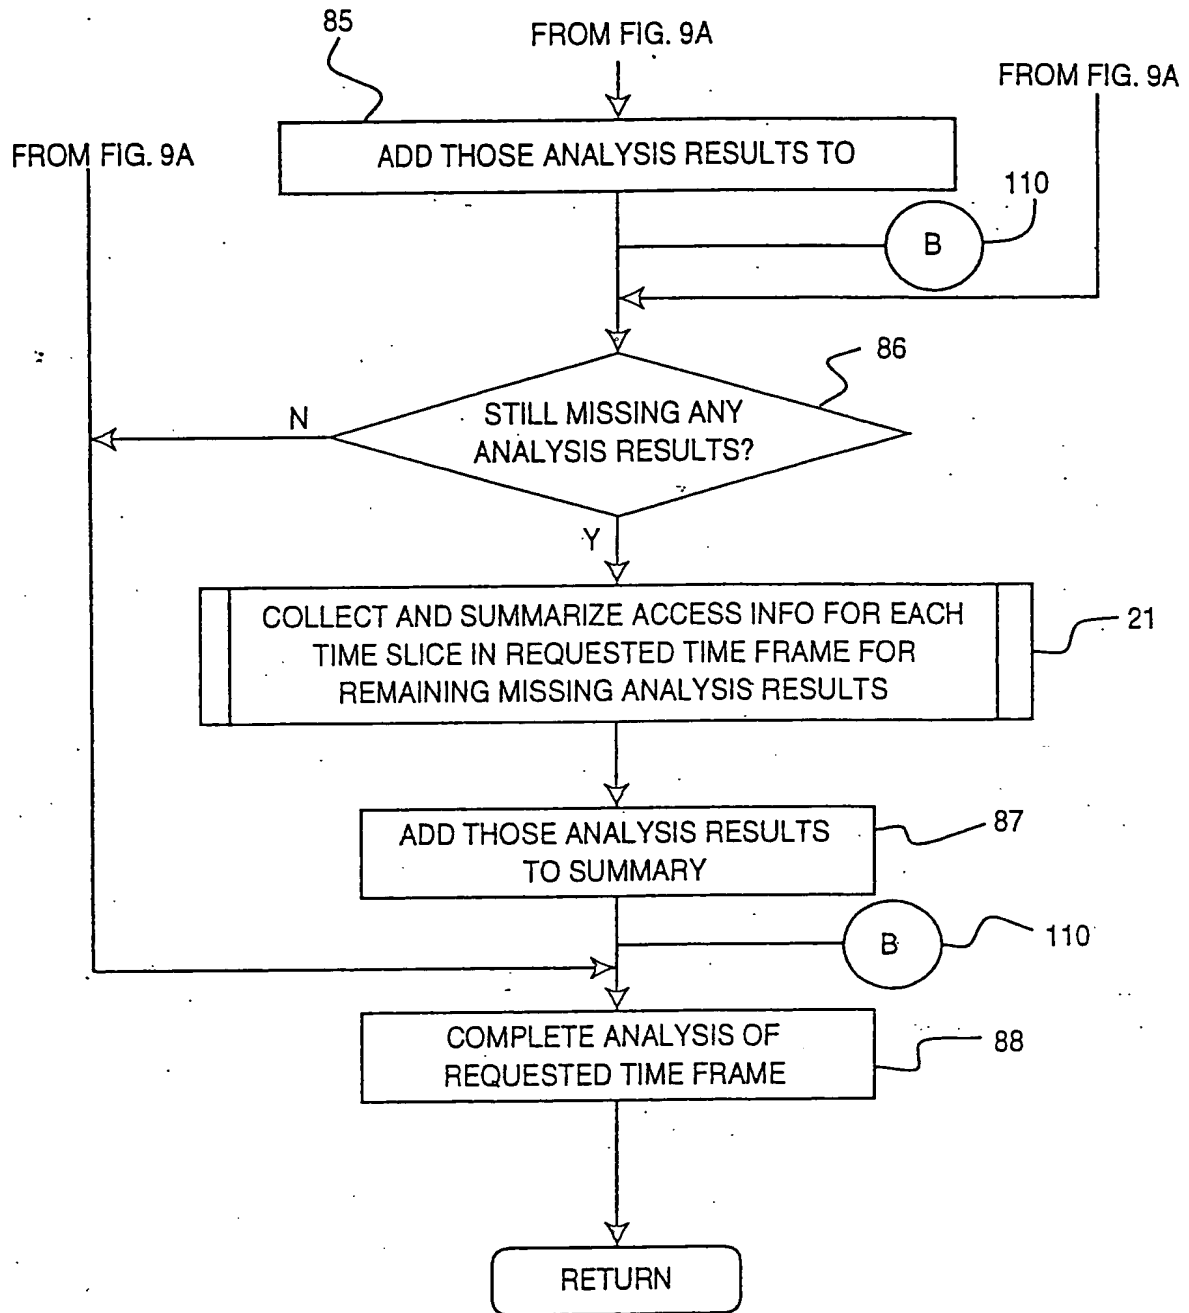 85
FROM FIG. 9A
FROM FIG. 9A
FROM FIG. 9A
ADD THOSE ANALYSIS RESULTS TO
110
B
86
STILL MISSING ANY
ANALYSIS RESULTS?
N
Y
COLLECT AND SUMMARIZE ACCESS INFO FOR EACH
TIME SLICE IN REQUESTED TIME FRAME FOR
REMAINING MISSING ANALYSIS RESULTS
21
ADD THOSE ANALYSIS RESULTS
TO SUMMARY
87
B
110
COMPLETE ANALYSIS OF
REQUESTED TIME FRAME
88
RETURN